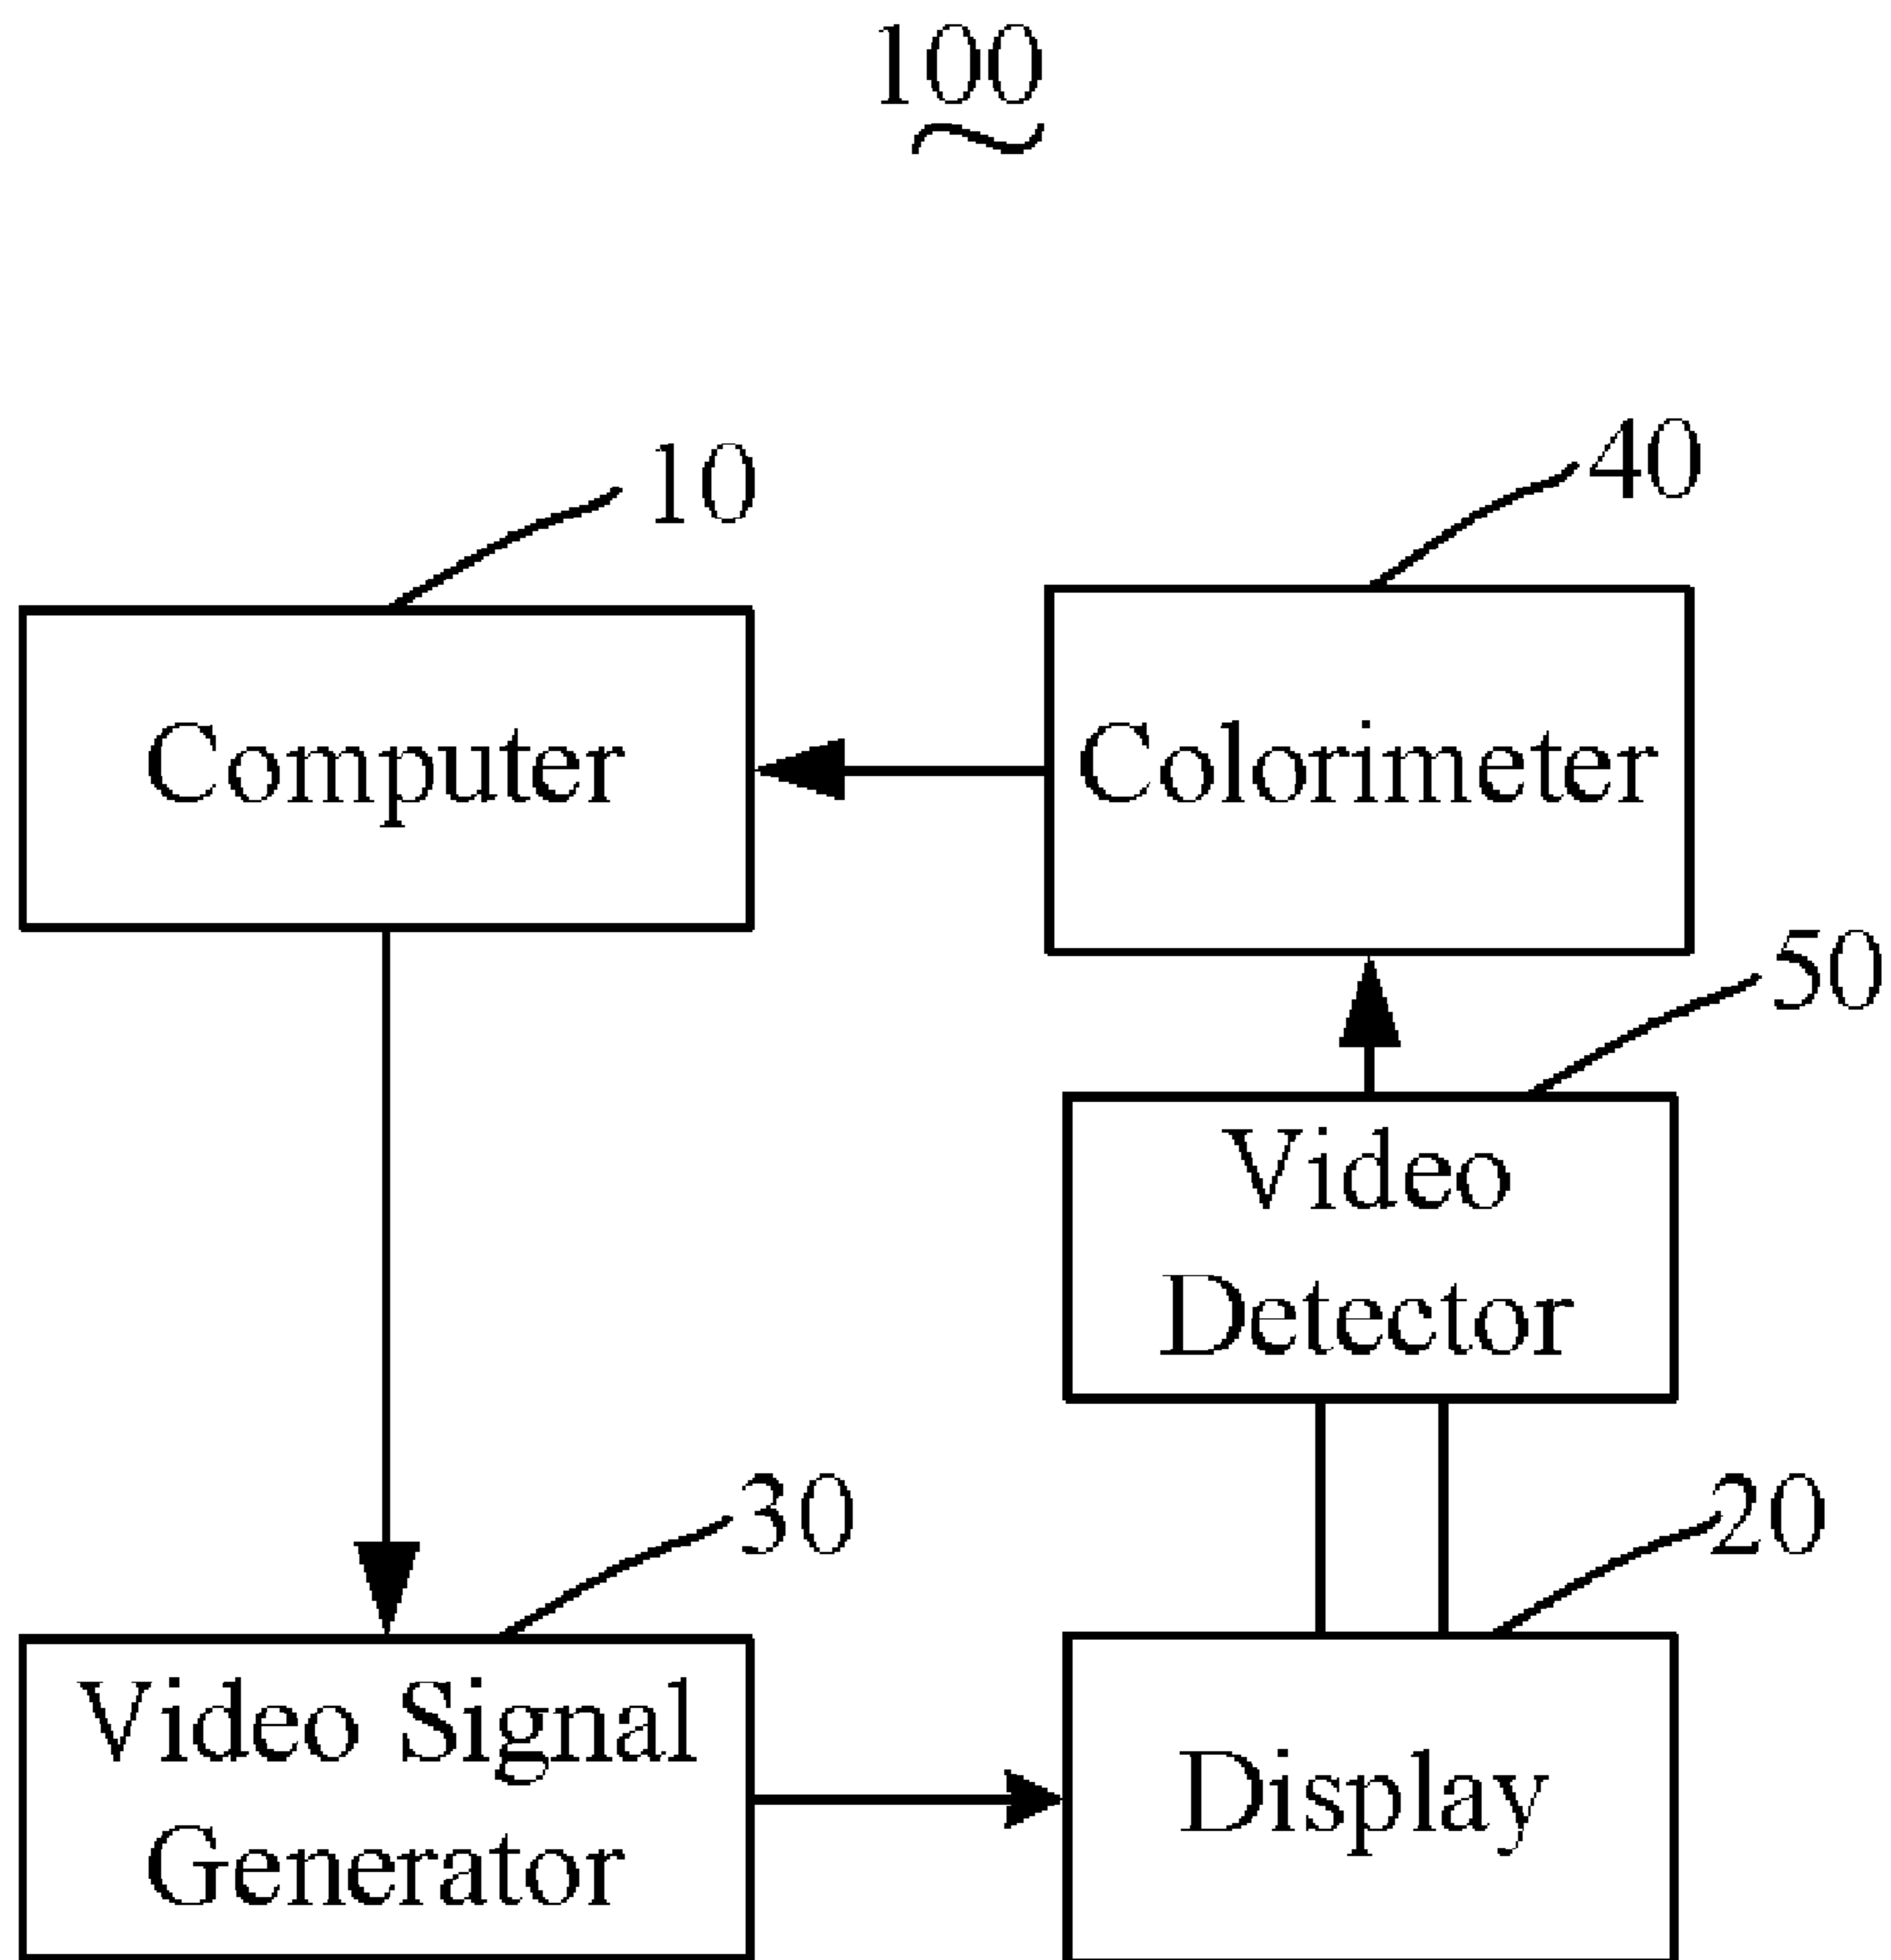 100
10
40
Computer
Colorimeter
50
Video
Detector
30
20
Video Signal
Generator
Display